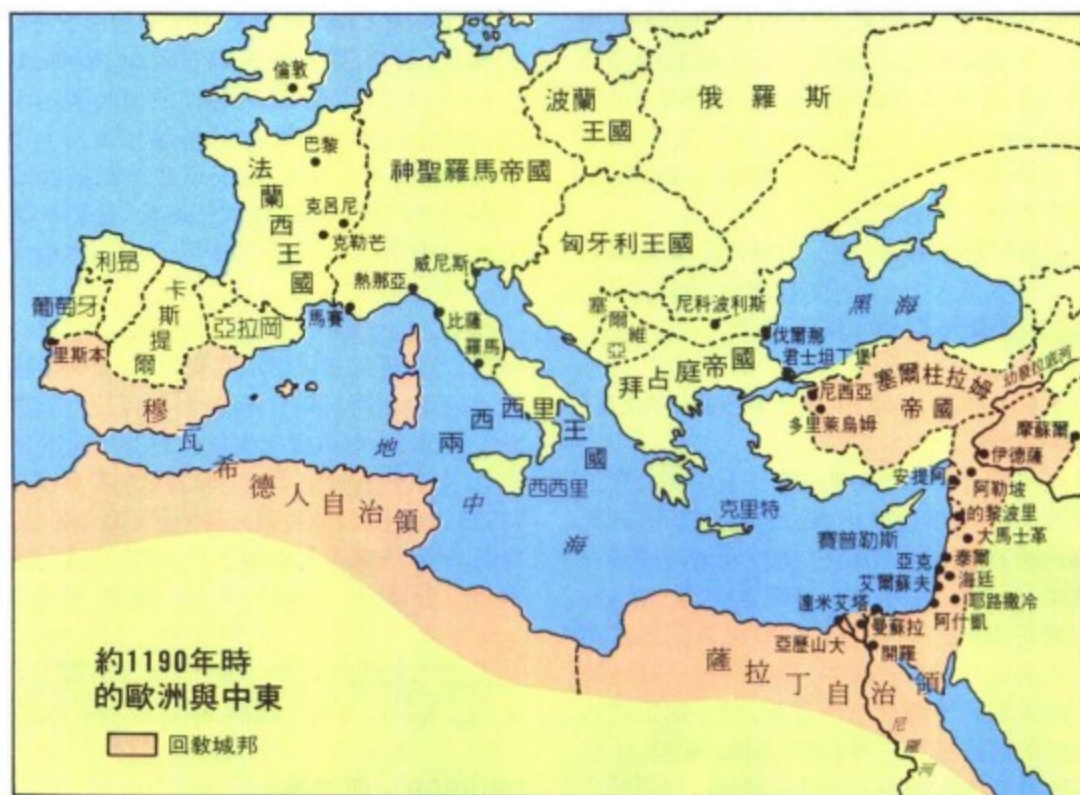 倫敦
巴黎
法蘭西王國
克呂尼
克勒芒
馬賽
神聖羅馬帝國
波蘭王國
俄羅斯
匈牙利王國
威尼斯
熱那亞
比薩
羅馬
葡萄牙
利昂
卡斯提爾
亞拉岡
里斯本
穆瓦希德人自治領
地中海
兩西西里王國
西西里
塞爾維亞
尼科波利斯
拜占庭帝國
伐爾那
君士坦丁堡
黑海
尼西亞
多里萊烏姆
塞爾柱拉姆帝國
幼發拉底河
摩蘇爾
伊德薩
安提阿
阿勒坡
的黎波里
大馬士革
克里特
賽普勒斯
亞克
泰爾
艾爾蘇夫
海廷
耶路撒冷
阿什凱
達米艾塔
曼蘇拉
亞歷山大
開羅
薩拉丁自治領
尼羅河
約1190年時
的歐洲與中東
回教城邦